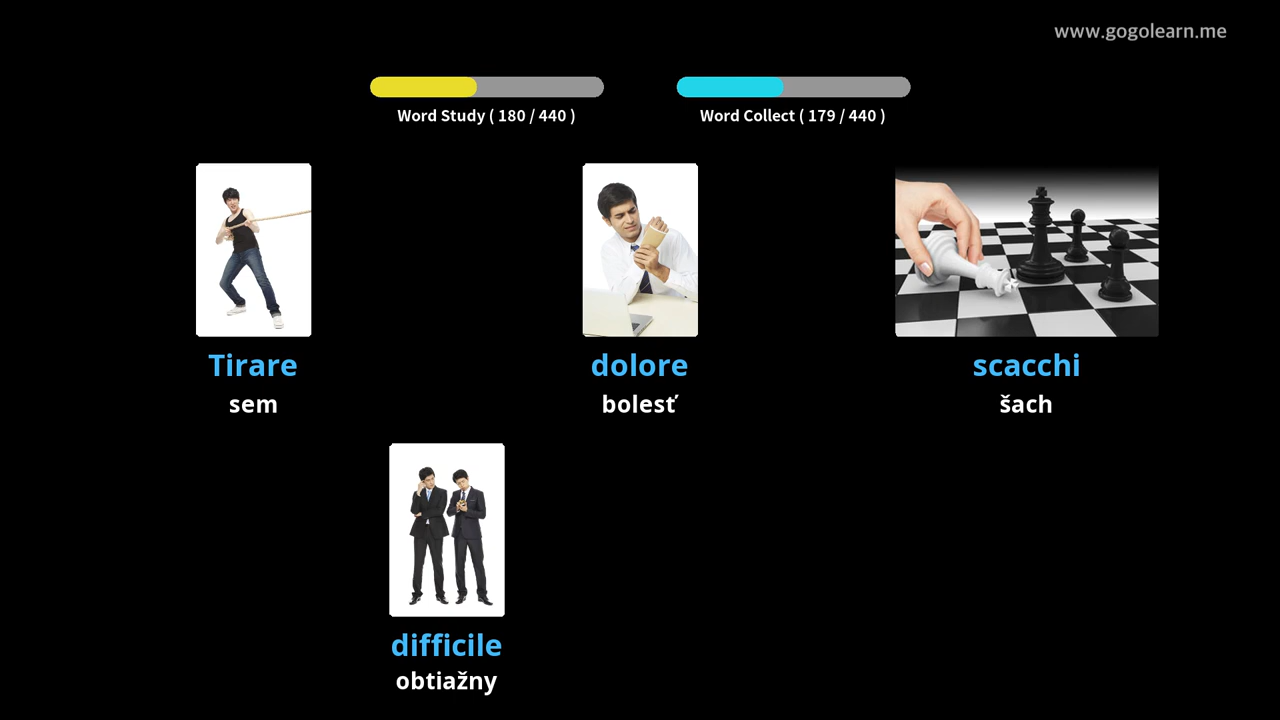 www.gogolearn.me
Word Study ( 180 / 440 )
Word Collect ( 179 / 440 )
Tirare
sem
dolore
bolesť
scacchi
šach
difficile
obtiažny